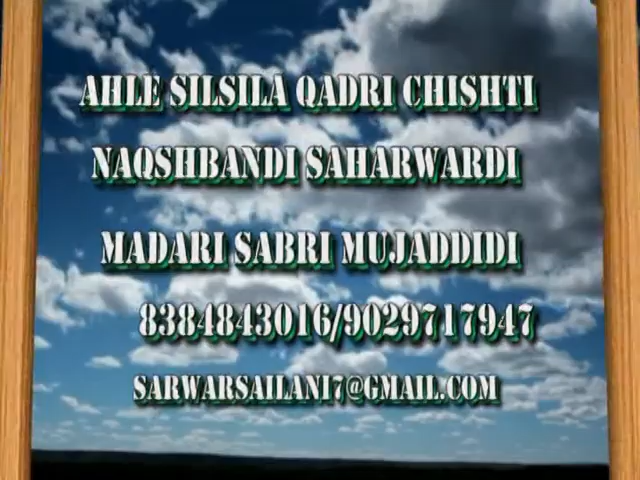 AHLE SILSILA QADRI CHISHTI
NAQSHBANDI SAHARWARDI
MADARI SABRI MUJADDIDI
8384843016/9029717947
SARWARSAILANI7@GMAIL.COM